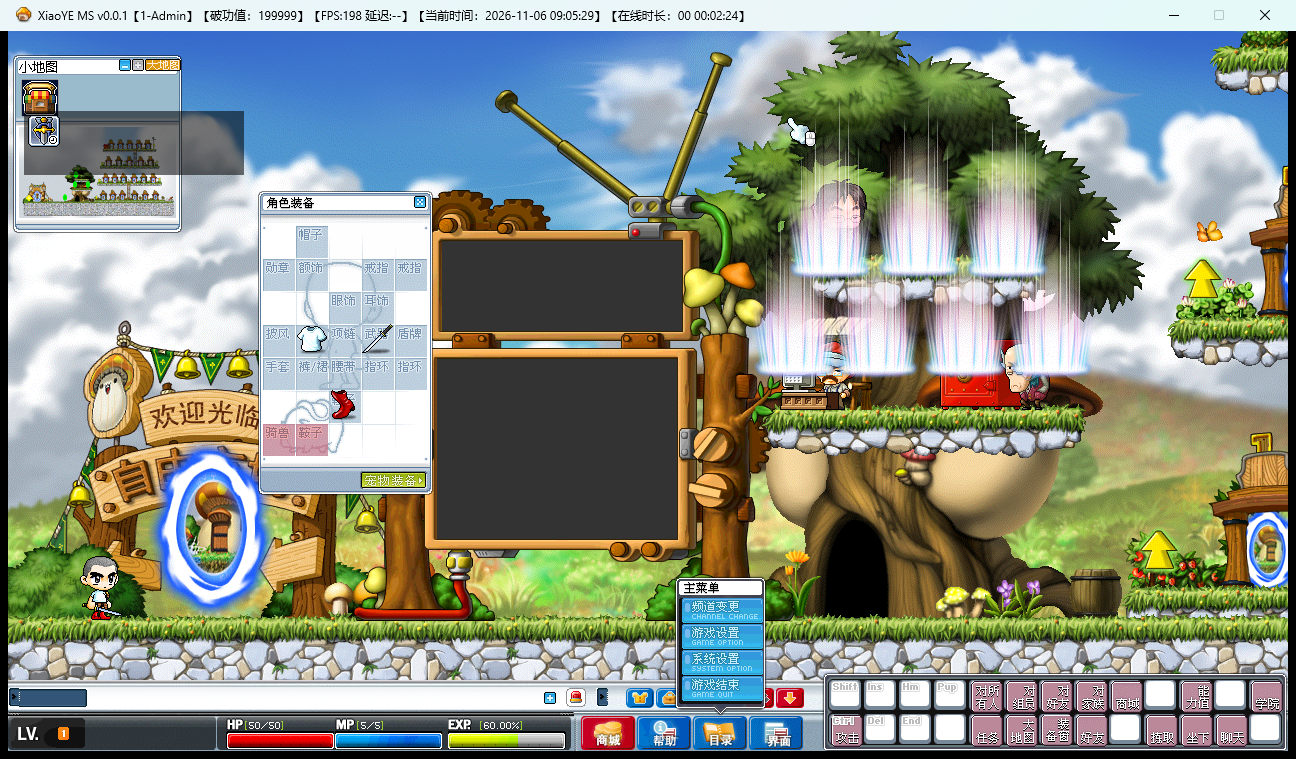 XiaoYE MS v0.0.1【1-Admin】【破功值：199999】【FPS:198 延迟:--】【当前时间：2026-11-06 09:05:29】【在线时长：00 00:02:24】
小地图
大地图
角色装备
帽子
勋章 额饰 戒指 戒指
眼饰 耳饰
披风 项链 武器 盾牌
手套 裤/裙 腰带 指环 指环
骑兽 鞍子
宠物装备
欢迎光临
自由
主菜单
频道变更
CHANNEL CHANGE
游戏设置
GAME OPTION
系统设置
SYSTEM OPTION
游戏结束
GAME QUIT
LV. 1
HP [50/50] MP [5/5] EXP. [60.00%]
商城 帮助 目录 界面
Shift Ins Hm Pup 对所有人 对组员 对好友 对家族 商城 能力值 学院
Ctrl 攻击 Del End 任务 大地图 装备窗 好友 拣取 坐下 聊天